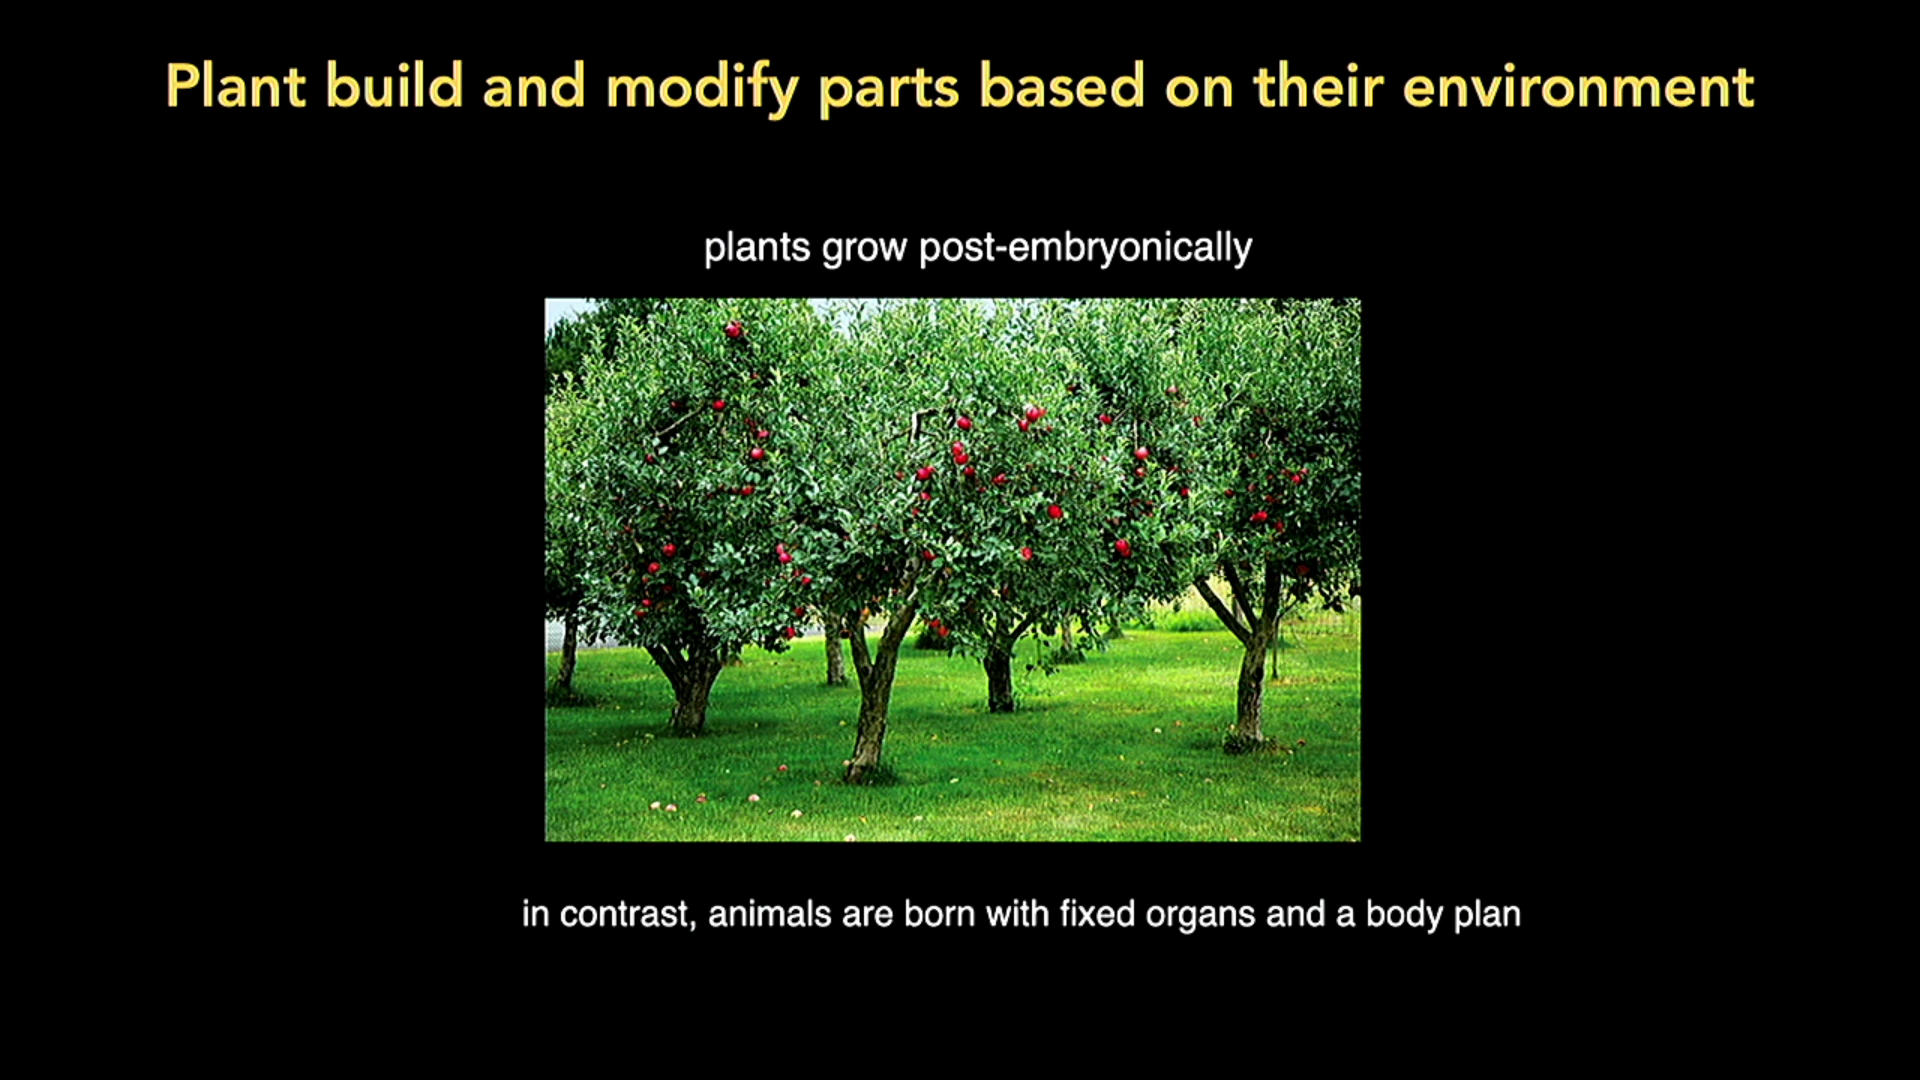 Plant build and modify parts based on their environment
plants grow post-embryonically
in contrast, animals are born with fixed organs and a body plan